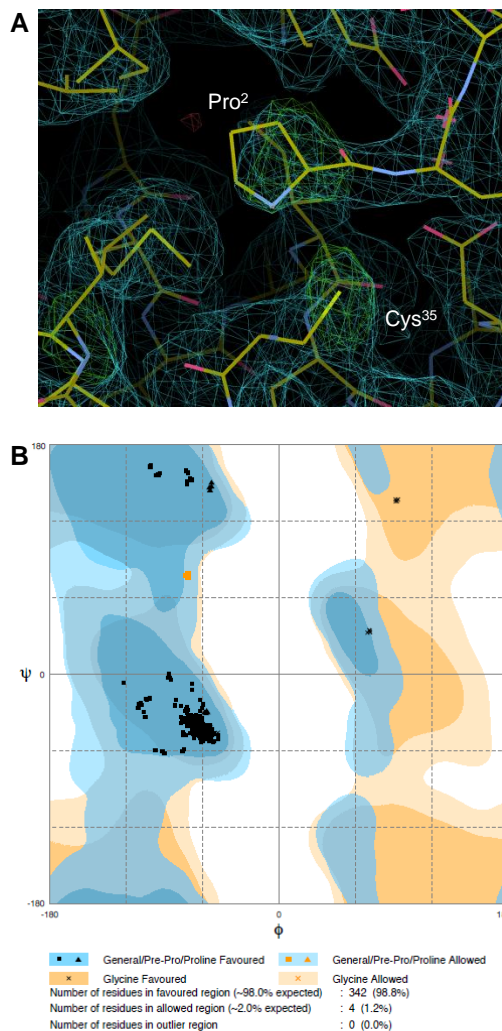 A
Pro²
Cys³⁵
B
180
ψ
0
-180
-180
0
18
ϕ
General/Pre-Pro/Proline Favoured
General/Pre-Pro/Proline Allowed
Glycine Favoured
Glycine Allowed
Number of residues in favoured region (~98.0% expected) : 342 (98.8%)
Number of residues in allowed region (~2.0% expected) : 4 (1.2%)
Number of residues in outlier region : 0 (0.0%)